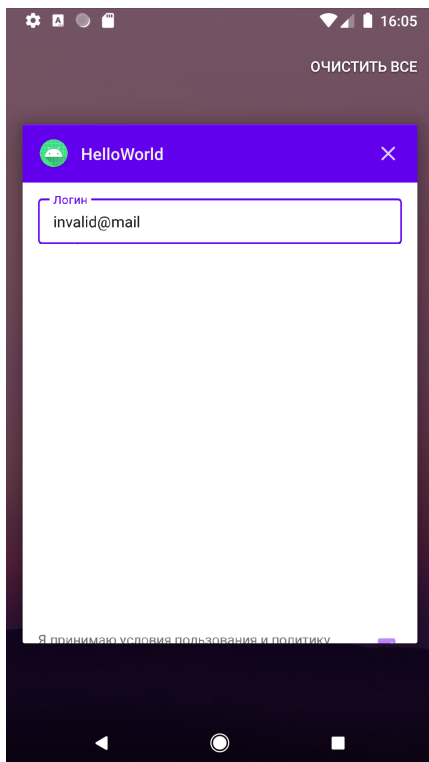 16:05
ОЧИСТИТЬ ВСЕ
HelloWorld
Логин
invalid@mail
Я принимаю условия пользования и политику